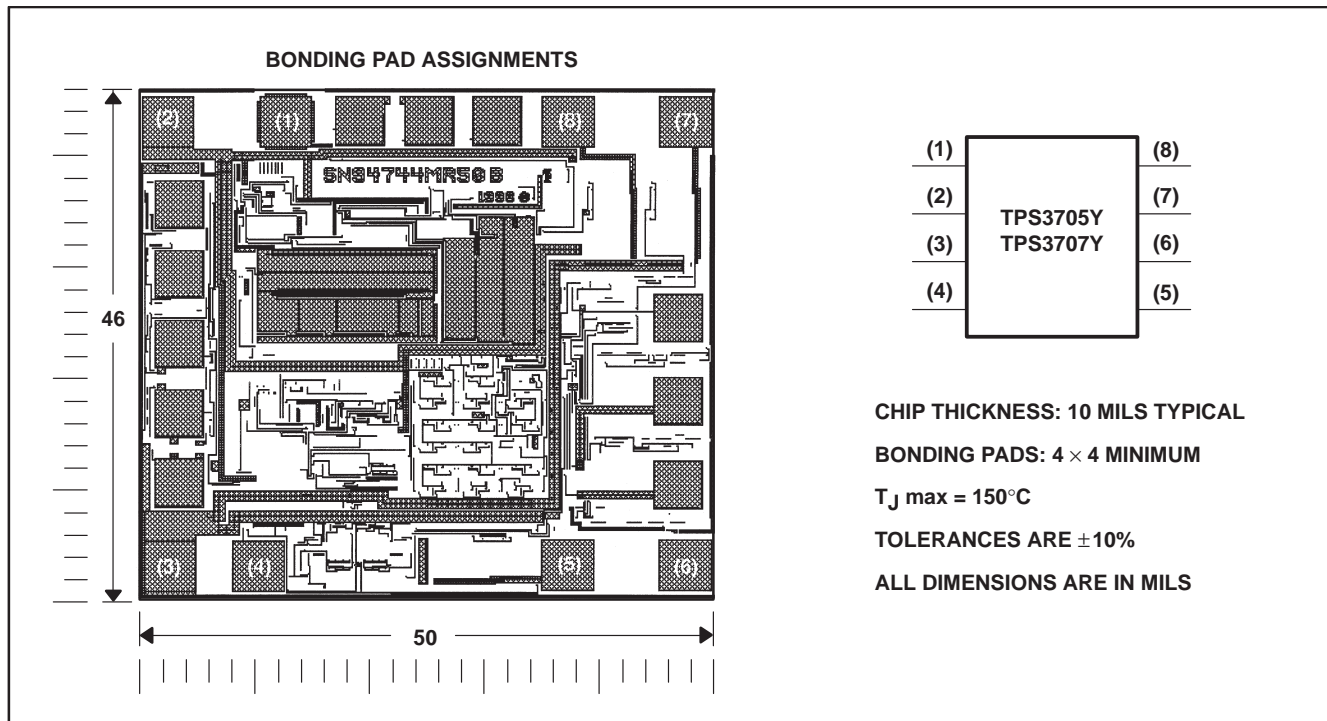 BONDING PAD ASSIGNMENTS
(2)
(1)
(8)
(7)
SN84744MR50B
46
(3)
(4)
(5)
(6)
50
(1)
(2)
(3)
(4)
TPS3705Y
TPS3707Y
(8)
(7)
(6)
(5)
CHIP THICKNESS: 10 MILS TYPICAL
BONDING PADS: 4 × 4 MINIMUM
TJ max = 150°C
TOLERANCES ARE ±10%
ALL DIMENSIONS ARE IN MILS